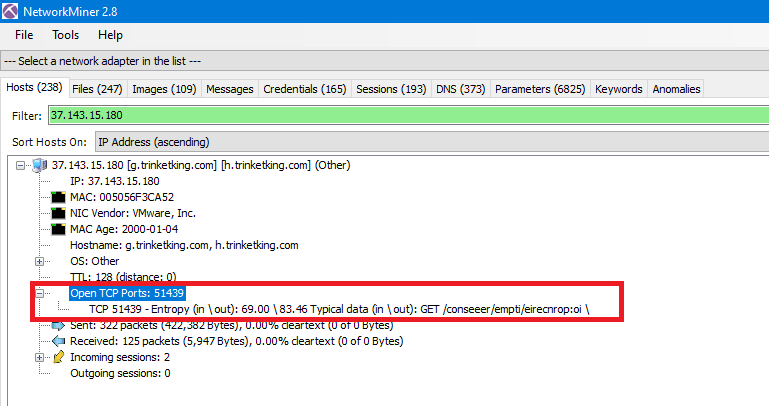 NetworkMiner 2.8
File Tools Help
--- Select a network adapter in the list ---
Hosts (238) Files (247) Images (109) Messages Credentials (165) Sessions (193) DNS (373) Parameters (6825) Keywords Anomalies
Filter: 37.143.15.180
Sort Hosts On: IP Address (ascending)
37.143.15.180 [g.trinketking.com] [h.trinketking.com] (Other)
IP: 37.143.15.180
MAC: 005056F3CA52
NIC Vendor: VMware, Inc.
MAC Age: 2000-01-04
Hostname: g.trinketking.com, h.trinketking.com
OS: Other
TTL: 128 (distance: 0)
Open TCP Ports: 51439
TCP 51439 - Entropy (in \ out): 69.00 \ 83.46 Typical data (in \ out): GET /conseeer/empti/eirecnrop:oi \
Sent: 322 packets (422,382 Bytes), 0.00% cleartext (0 of 0 Bytes)
Received: 125 packets (5,947 Bytes), 0.00% cleartext (0 of 0 Bytes)
Incoming sessions: 2
Outgoing sessions: 0